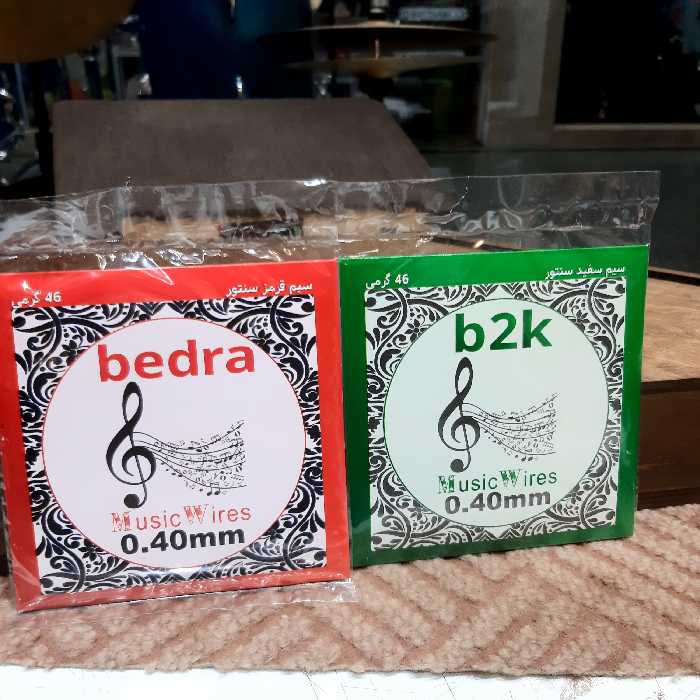 سیم قرمز سنتور
46 گرمی
bedra
Music Wires
0.40mm
سیم سفید سنتور
46 گرمی
b2k
Music Wires
0.40mm